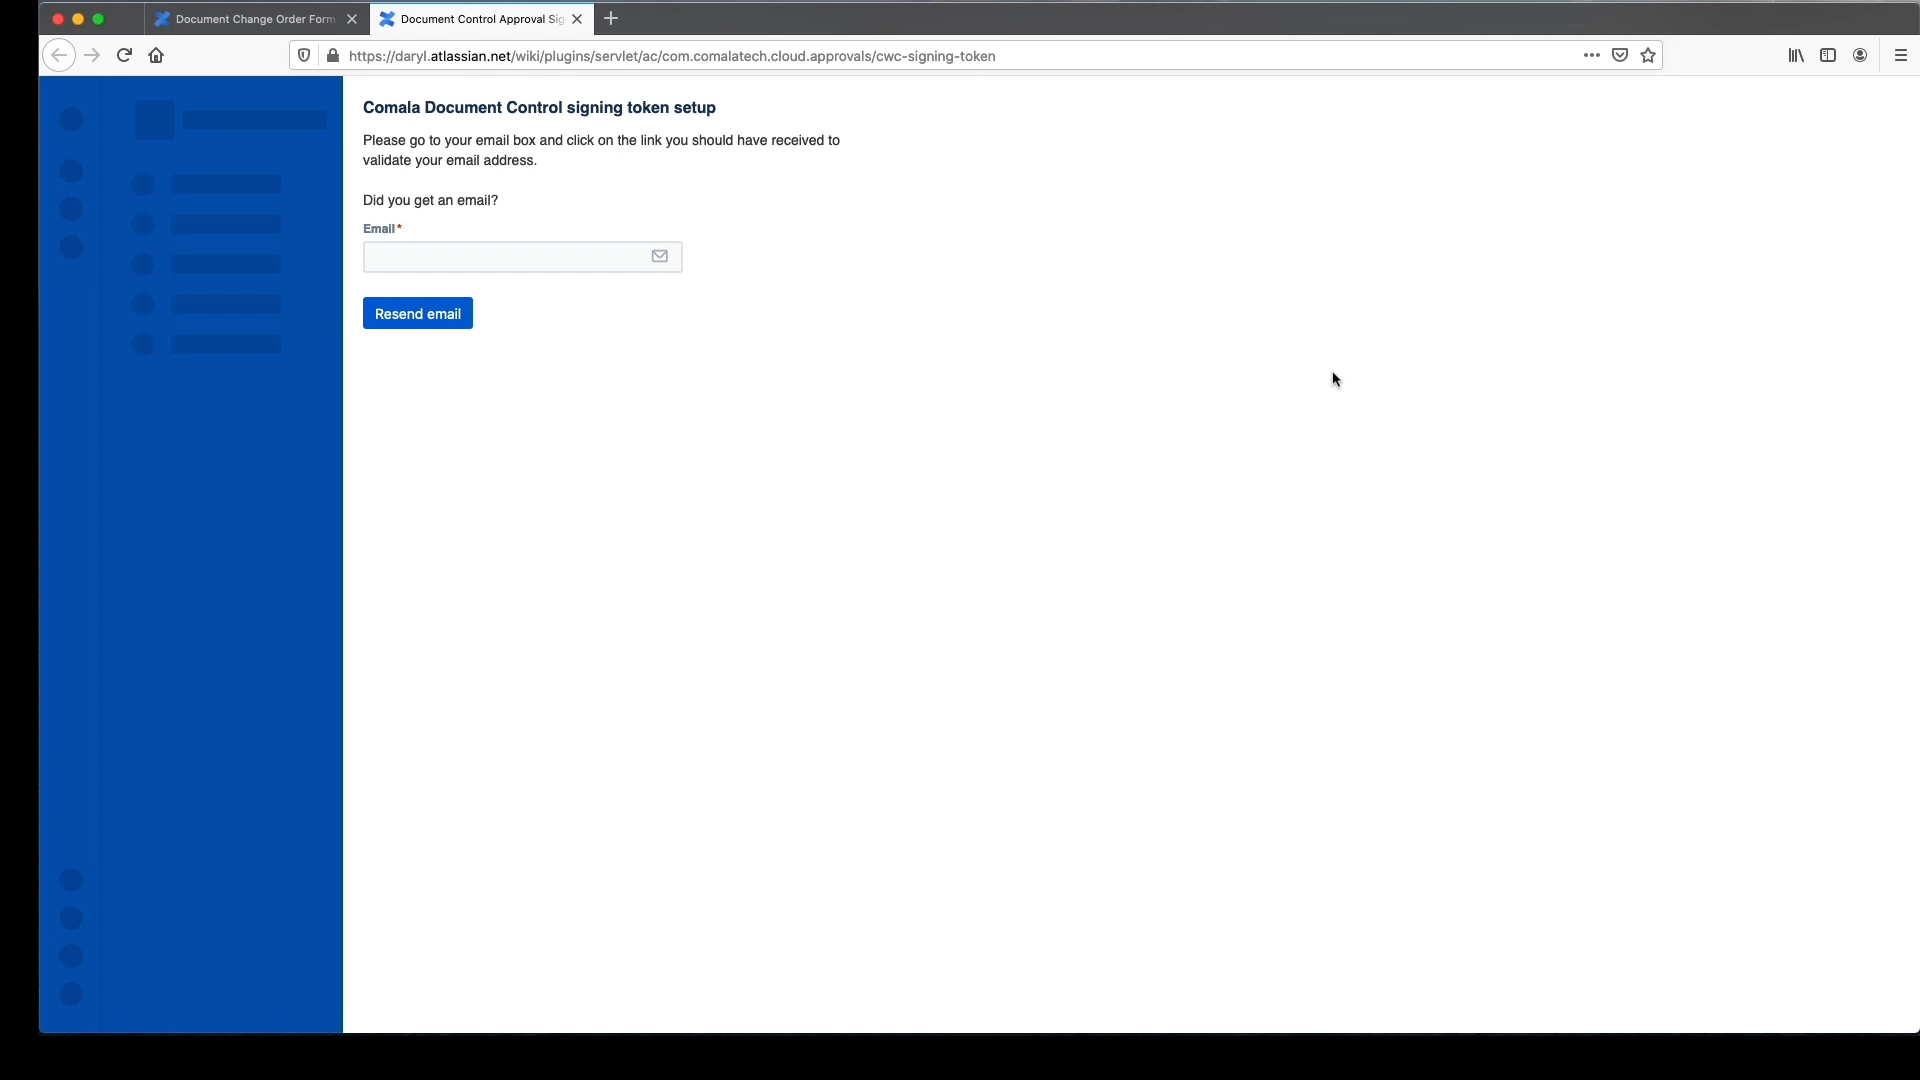 Document Change Order Form
Document Control Approval Sig
https://daryl.atlassian.net/wiki/plugins/servlet/ac/com.comalatech.cloud.approvals/cwc-signing-token
Comala Document Control signing token setup
Please go to your email box and click on the link you should have received to
validate your email address.
Did you get an email?
Email*
Resend email